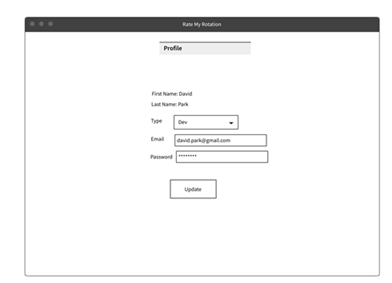 Rate My Rotation
Profile
First Name: David
Last Name: Park
Type Dev
Email david.park@gmail.com
Password ********
Update